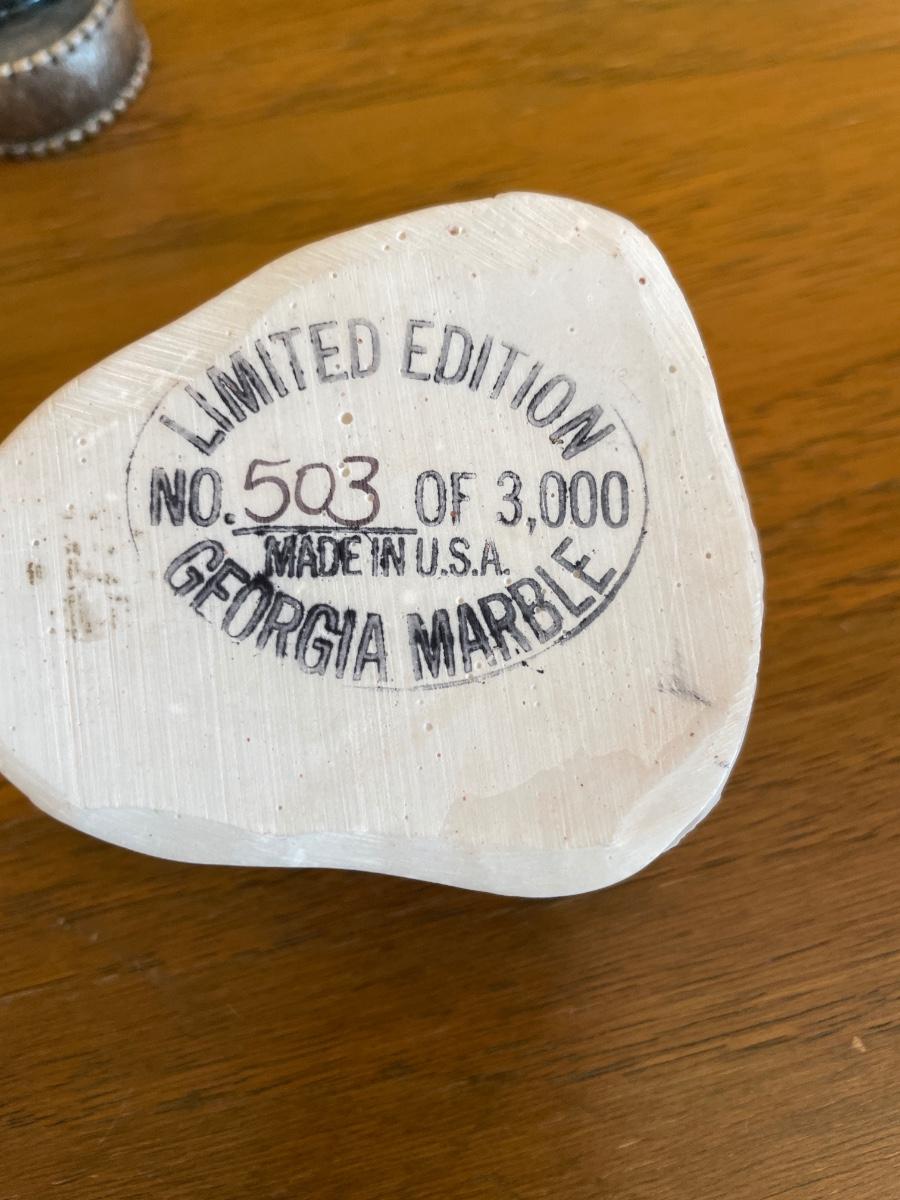 LIMITED EDITION
NO. 503 OF 3,000
MADE IN U.S.A.
GEORGIA MARBLE